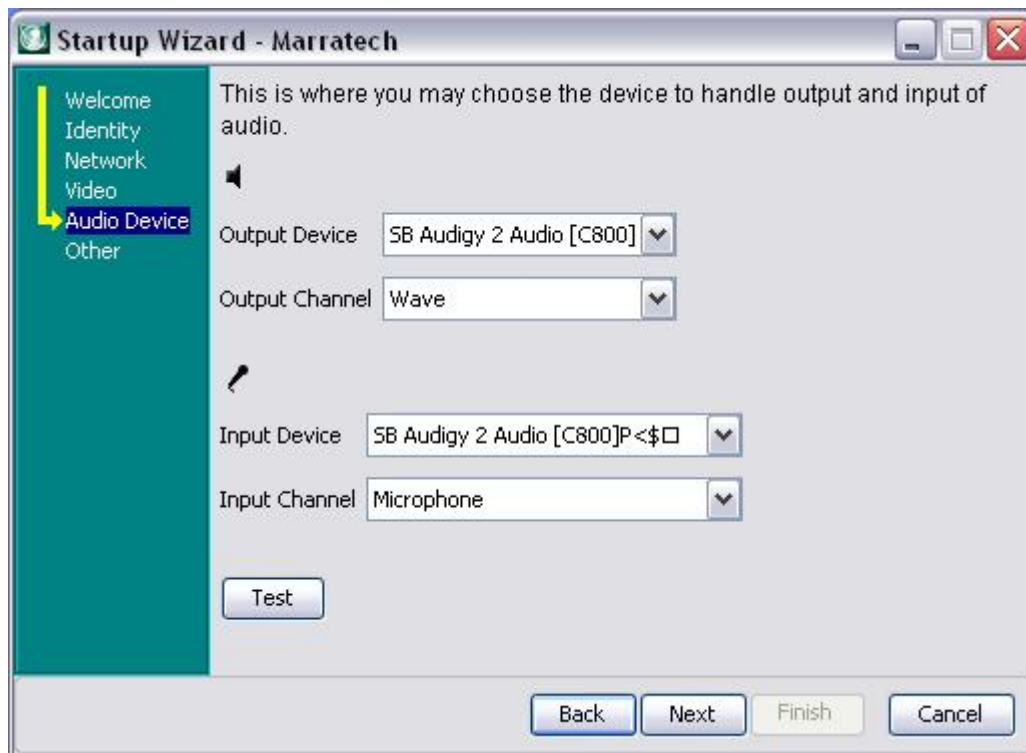 Startup Wizard - Marratech
Welcome
Identity
Network
Video
Audio Device
Other
This is where you may choose the device to handle output and input of
audio.
Output Device SB Audigy 2 Audio [C800]
Output Channel Wave
Input Device SB Audigy 2 Audio [C800]P<$□
Input Channel Microphone
Test
Back Next Finish Cancel